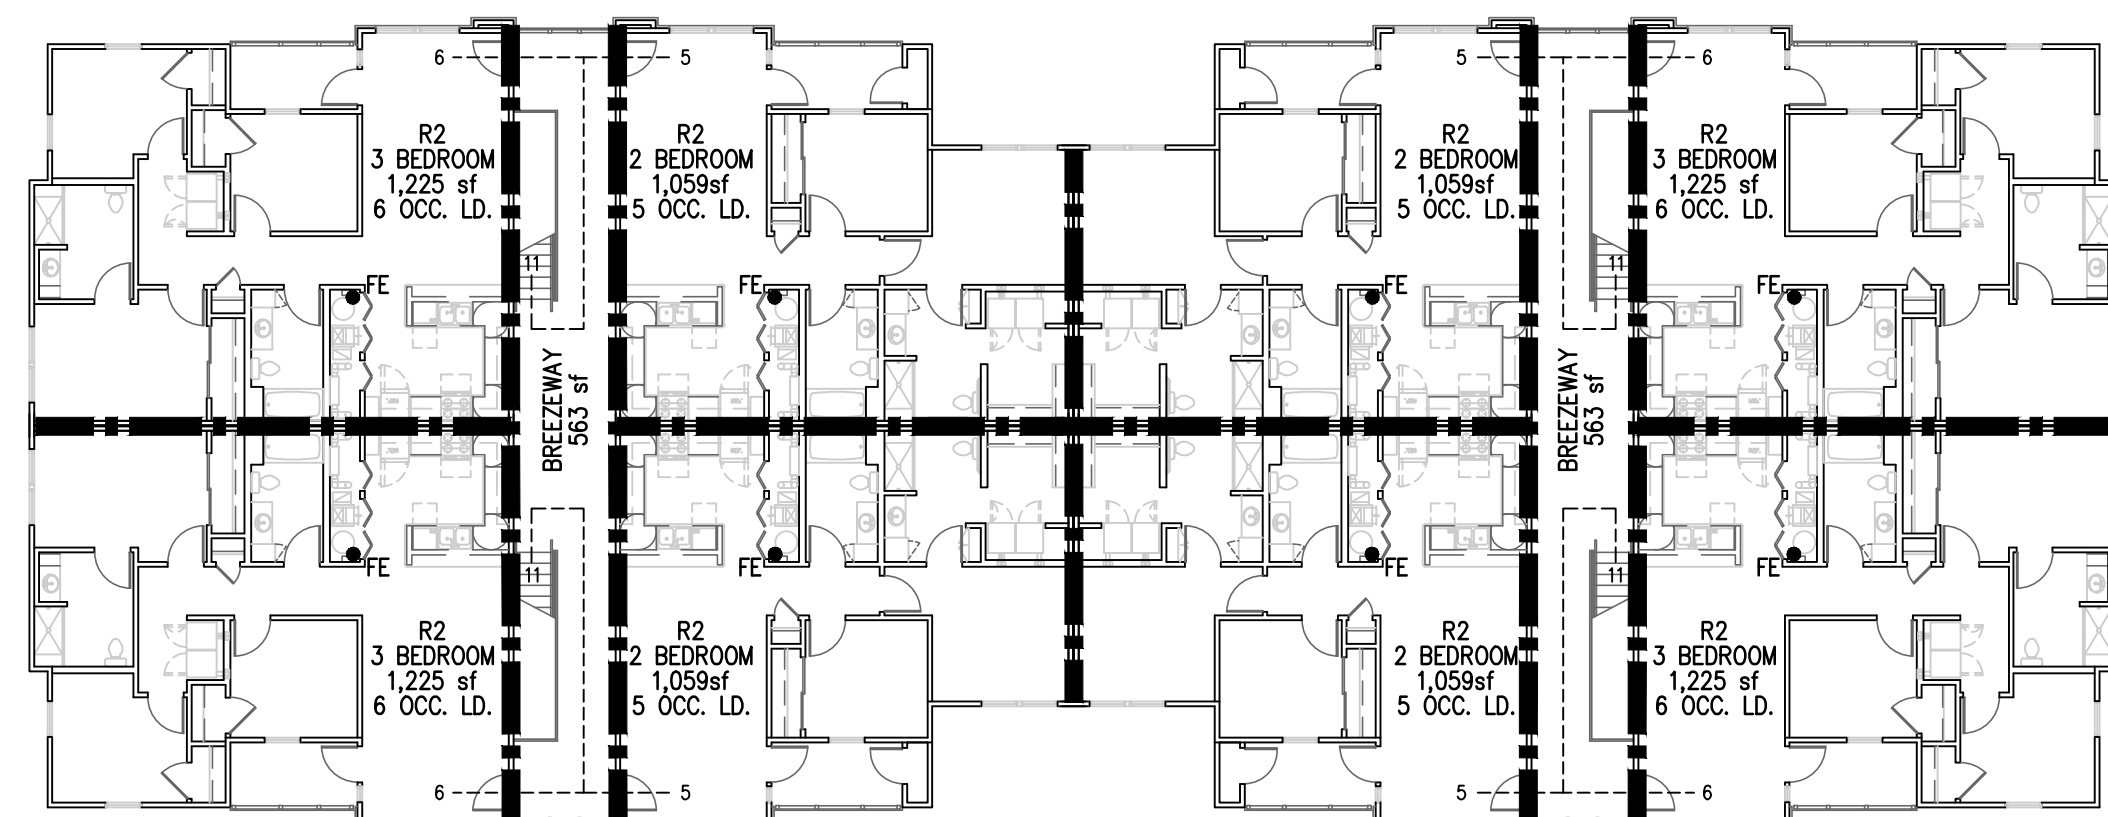 6
5
5
6
R2
3 BEDROOM
1,225 sf
6 OCC. LD.
R2
2 BEDROOM
1,059sf
5 OCC. LD.
R2
2 BEDROOM
1,059sf
5 OCC. LD.
R2
3 BEDROOM
1,225 sf
6 OCC. LD.
11
11
FE
FE
FE
FE
BREEZEWAY
563 sf
BREEZEWAY
563 sf
FE
FE
FE
FE
11
11
R2
3 BEDROOM
1,225 sf
6 OCC. LD.
R2
2 BEDROOM
1,059sf
5 OCC. LD.
R2
2 BEDROOM
1,059sf
5 OCC. LD.
R2
3 BEDROOM
1,225 sf
6 OCC. LD.
6
5
5
6